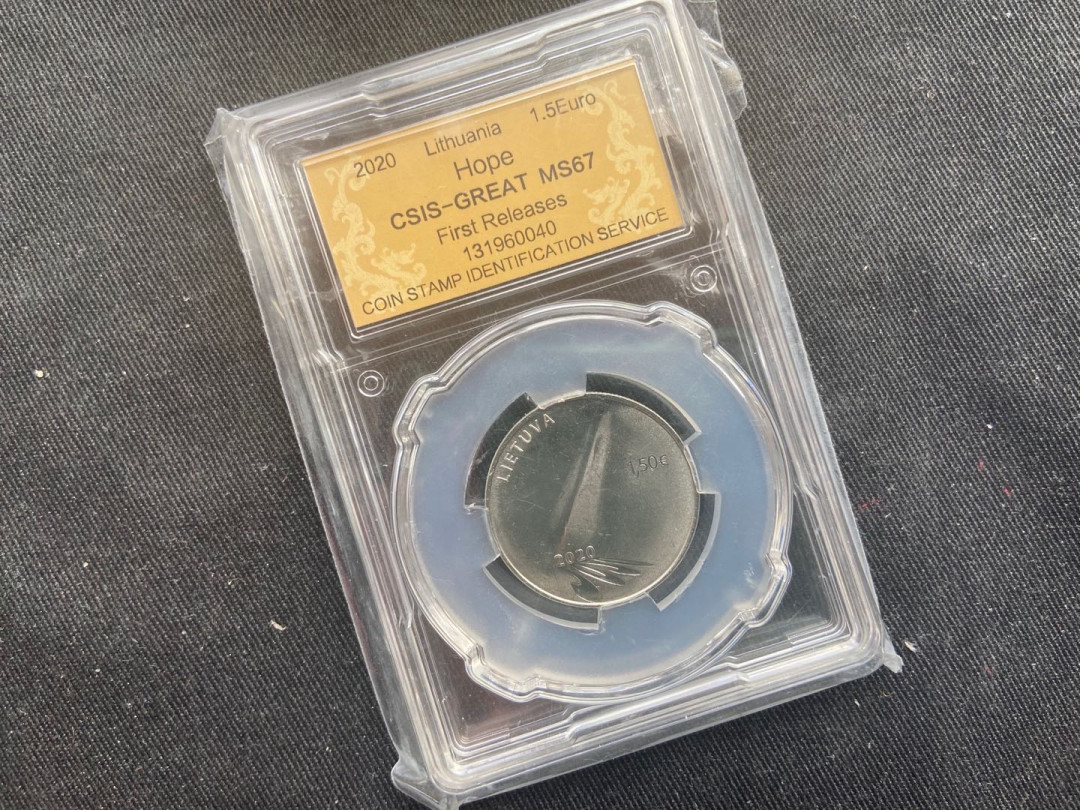 2020 Lithuania 1.5Euro
Hope
CSIS-GREAT MS67
First Releases
131960040
COIN STAMP IDENTIFICATION SERVICE
LIETUVA
1,50€
2020